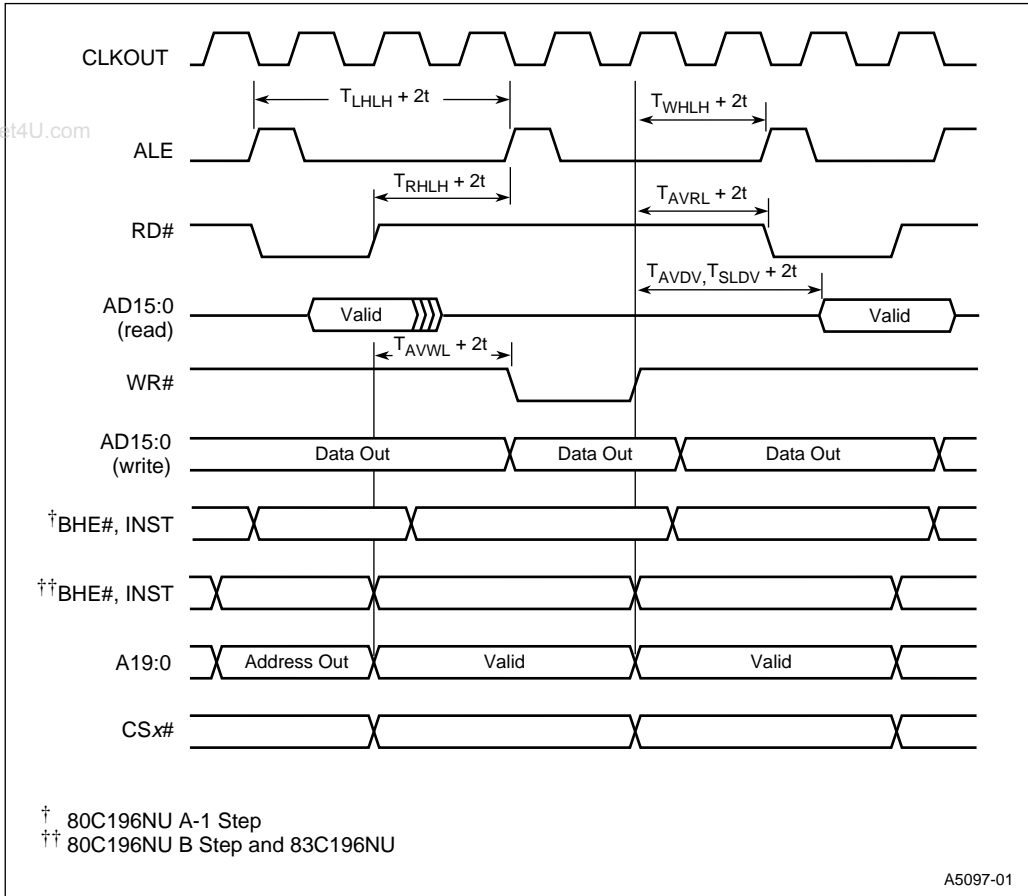 CLKOUT
T_LHLH + 2t
T_WHLH + 2t
et4U.com
ALE
T_RHLH + 2t
T_AVRL + 2t
RD#
T_AVDV, T_SLDV + 2t
AD15:0
(read)
Valid
Valid
T_AVWL + 2t
WR#
AD15:0
(write)
Data Out
Data Out
Data Out
†BHE#, INST
††BHE#, INST
A19:0
Address Out
Valid
Valid
CSx#
† 80C196NU A-1 Step
†† 80C196NU B Step and 83C196NU
A5097-01